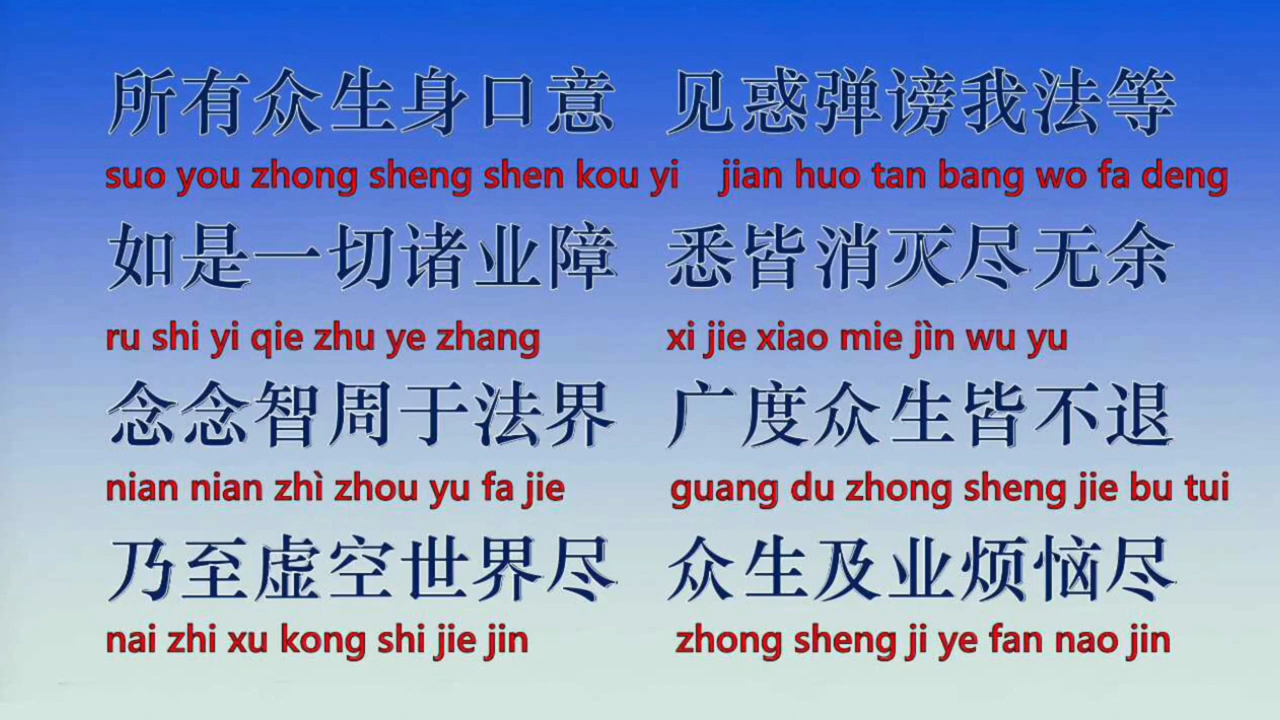 所有众生身口意 见惑弹谤我法等
suo you zhong sheng shen kou yi jian huo tan bang wo fa deng
如是一切诸业障 悉皆消灭尽无余
ru shi yi qie zhu ye zhang xi jie xiao mie jìn wu yu
念念智周于法界 广度众生皆不退
nian nian zhì zhou yu fa jie guang du zhong sheng jie bu tui
乃至虚空世界尽 众生及业烦恼尽
nai zhi xu kong shi jie jin zhong sheng ji ye fan nao jin